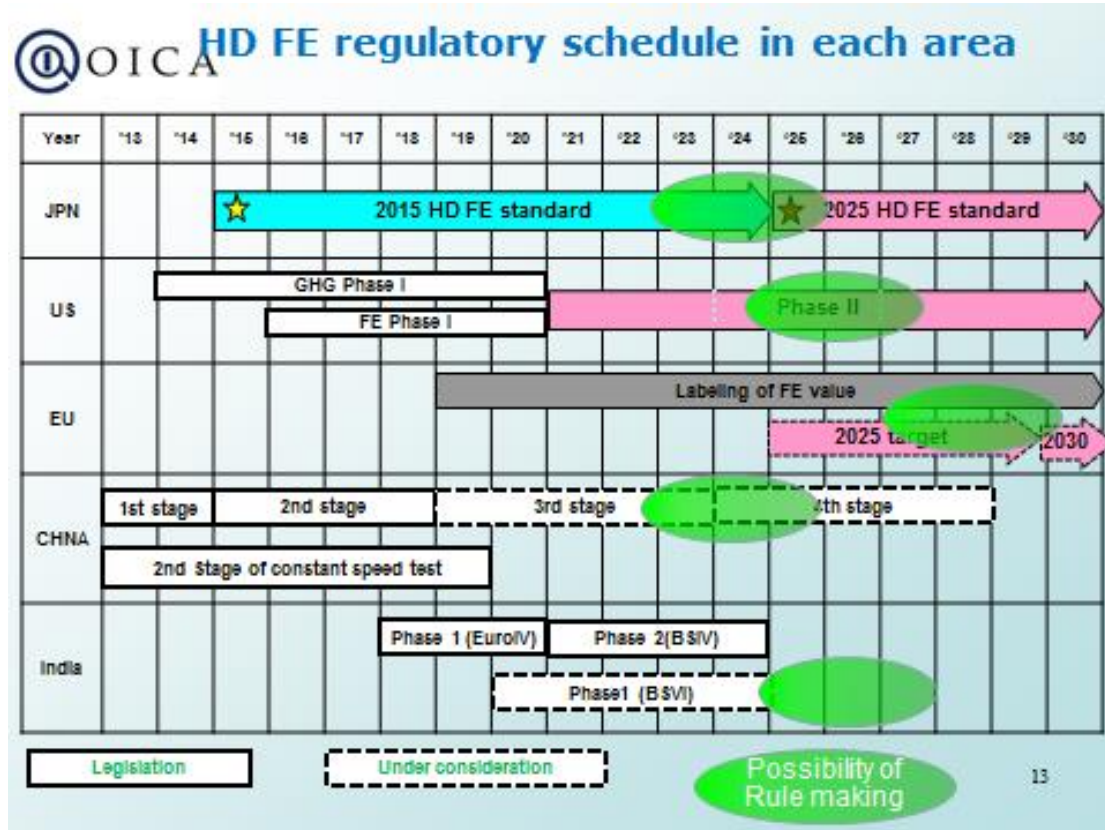 OICA
HD FE regulatory schedule in each area
Year '13 '14 '15 '16 '17 '18 '19 '20 '21 '22 '23 '24 '25 '26 '27 '28 '29 '30
JPN
2015 HD FE standard
2025 HD FE standard
US
GHG Phase I
FE Phase I
Phase II
EU
Labeling of FE value
2025 target
2030
CHNA
1st stage
2nd stage
3rd stage
4th stage
2nd Stage of constant speed test
India
Phase 1 (EuroIV)
Phase 2(BSIV)
Phase1 (BSVI)
Legislation
Under consideration
Possibility of
Rule making
13